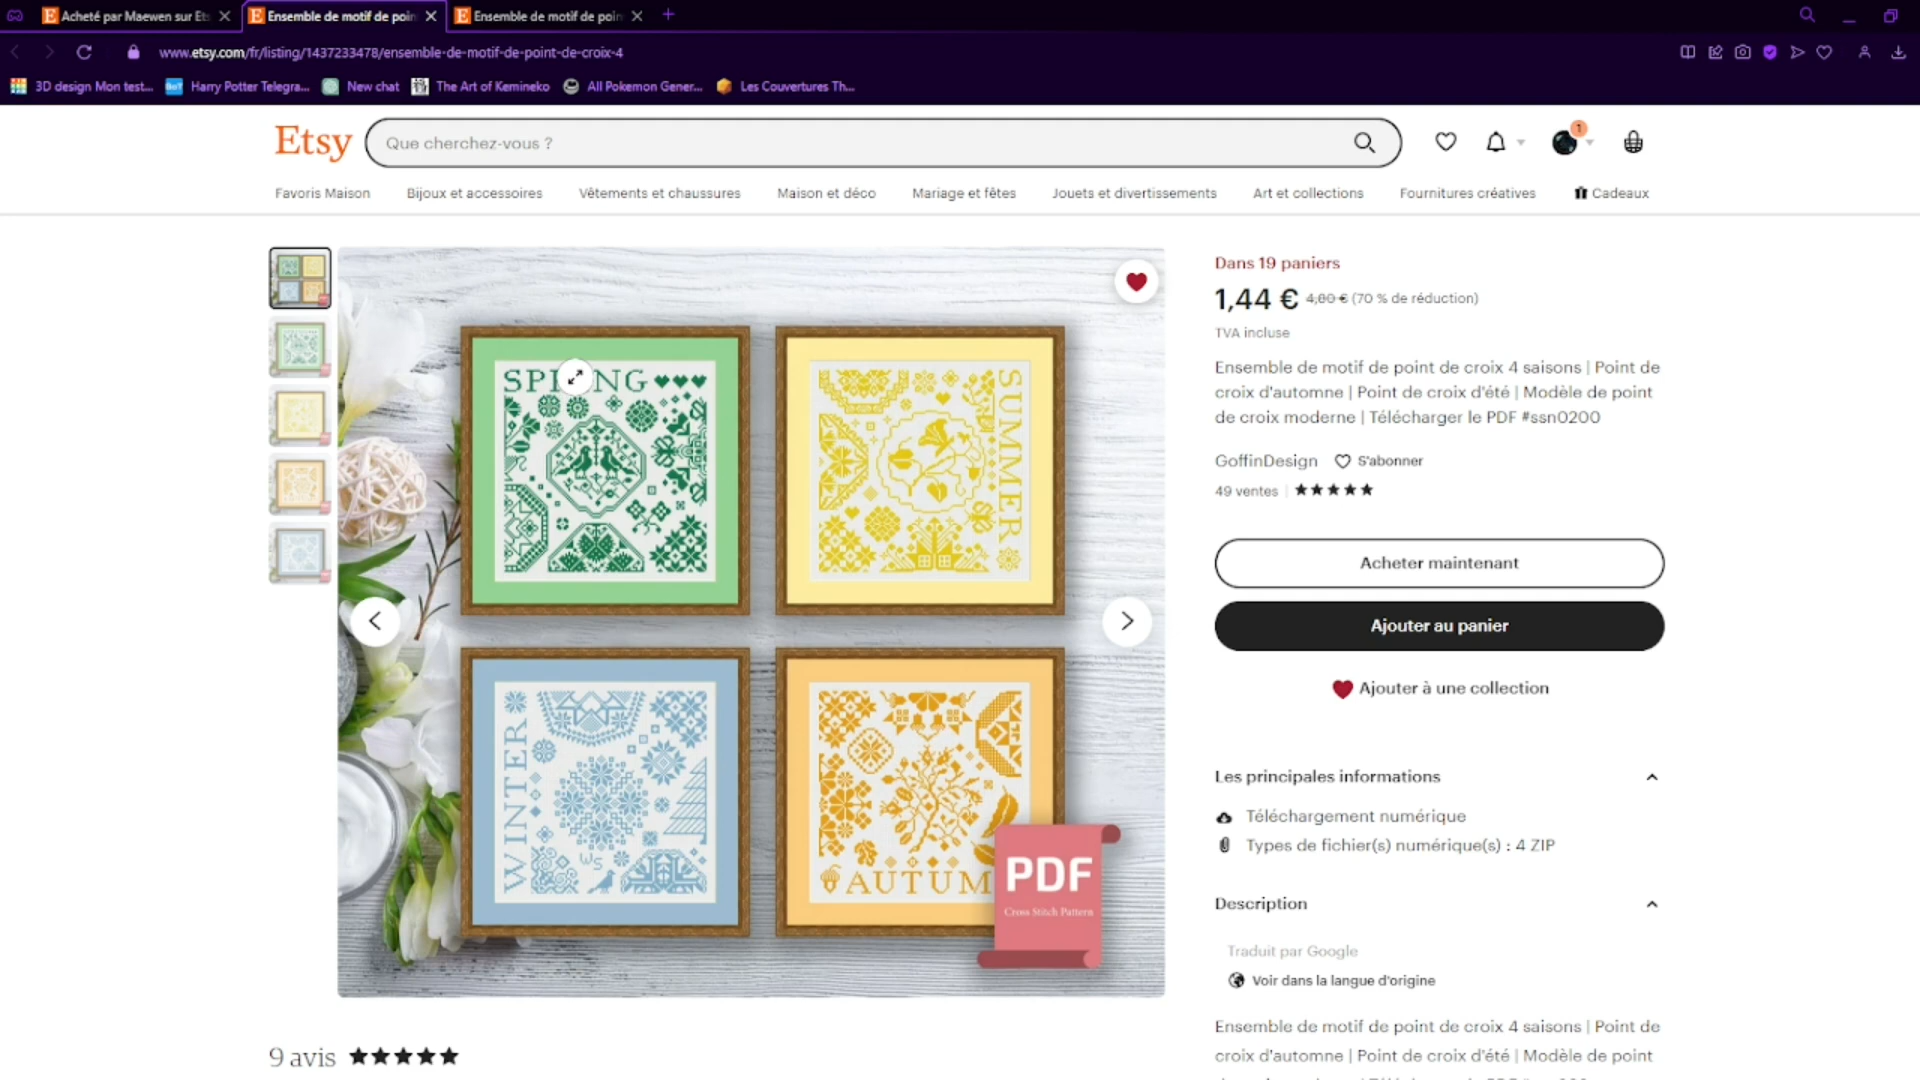 Acheté par Maewen sur Et
Ensemble de motif de poin
Ensemble de motif de poin
www.etsy.com/fr/listing/1437233478/ensemble-de-motif-de-point-de-croix-4
3D design Mon test...
Harry Potter Telegra...
New chat
The Art of Kemineko
All Pokemon Gener...
Les Couvertures Th...
Etsy
Que cherchez-vous ?
1
Favoris Maison
Bijoux et accessoires
Vêtements et chaussures
Maison et déco
Mariage et fêtes
Jouets et divertissements
Art et collections
Fournitures créatives
Cadeaux
SPRING
SUMMER
WINTER
WS
AUTUM
PDF
Cross Stitch Pattern
Dans 19 paniers
1,44 € 4,80 € (70 % de réduction)
TVA incluse
Ensemble de motif de point de croix 4 saisons | Point de
croix d'automne | Point de croix d'été | Modèle de point
de croix moderne | Télécharger le PDF #ssn0200
GoffinDesign S'abonner
49 ventes
Acheter maintenant
Ajouter au panier
Ajouter à une collection
Les principales informations
Téléchargement numérique
Types de fichier(s) numérique(s) : 4 ZIP
Description
Traduit par Google
Voir dans la langue d'origine
Ensemble de motif de point de croix 4 saisons | Point de
croix d'automne | Point de croix d'été | Modèle de point
9 avis